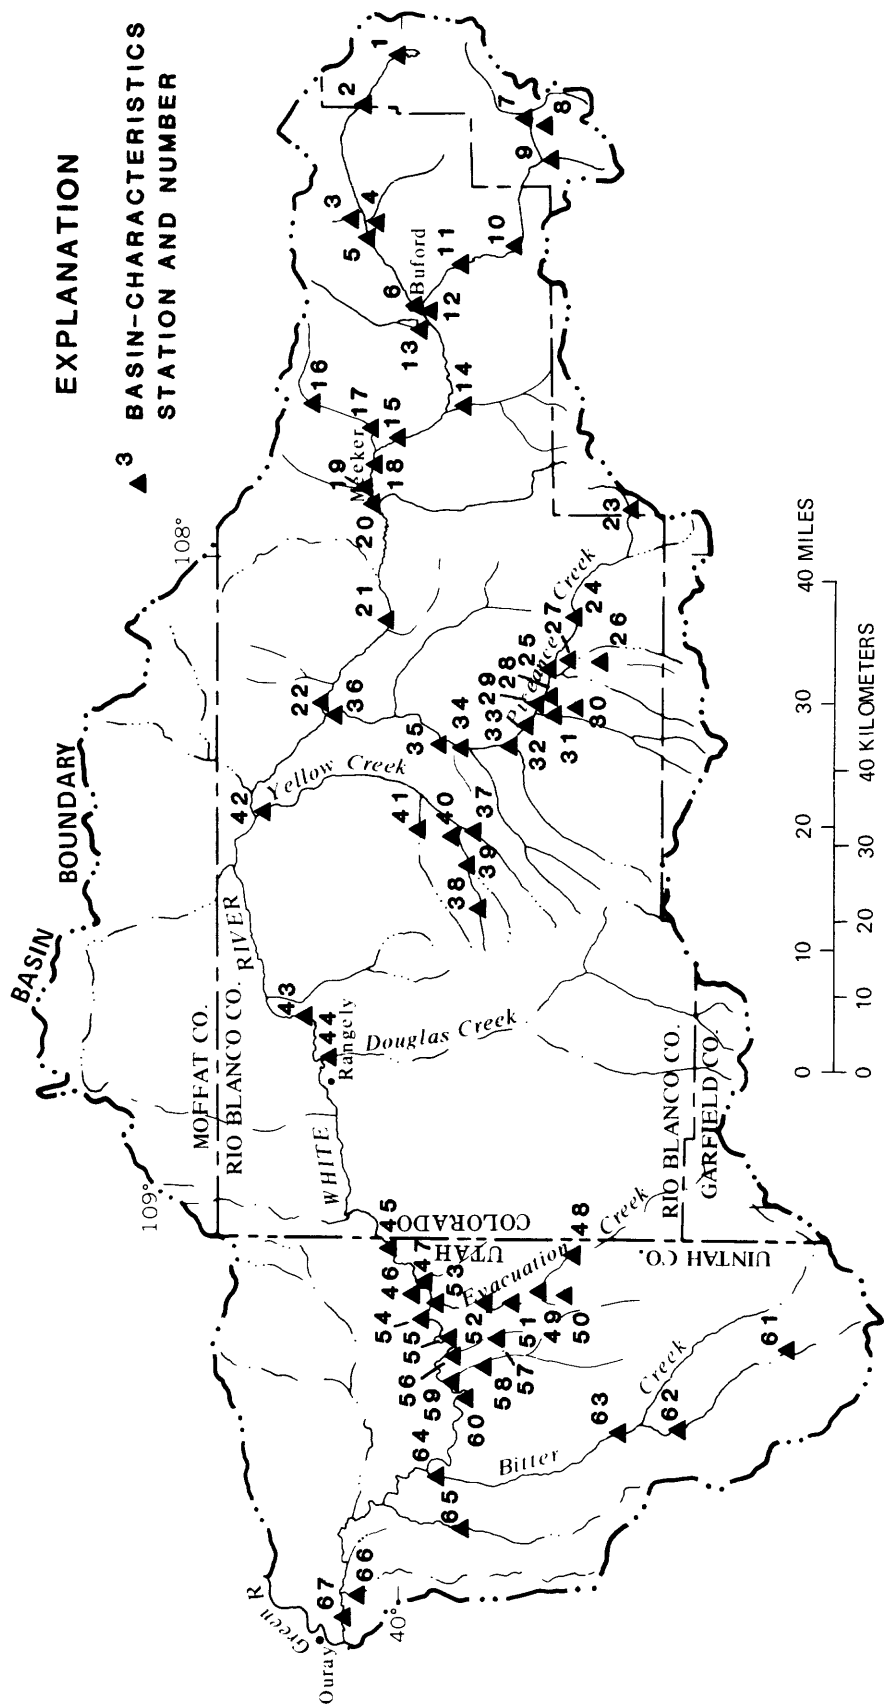 EXPLANATION
▲3 BASIN-CHARACTERISTICS
STATION AND NUMBER
BASIN
BOUNDARY
108°
109°
40°
MOFFAT CO.
RIO BLANCO CO.
RIO BLANCO CO.
GARFIELD CO.
UINTAH CO.
UTAH
COLORADO
WHITE
RIVER
Green R
Ouray
Rangely
Meeker
Buford
Yellow Creek
Piceance Creek
Douglas Creek
Evacuation Creek
Bitter Creek
1
2
3
4
5
6
7
8
9
10
11
12
13
14
15
16
17
18
19
20
21
22
23
24
25
26
27
28
29
30
31
32
33
34
35
36
37
38
39
40
41
42
43
44
45
46
47
48
49
50
51
52
53
54
55
56
57
58
59
60
61
62
63
64
65
66
67
0 10 20 30 40 MILES
0 10 20 30 40 KILOMETERS